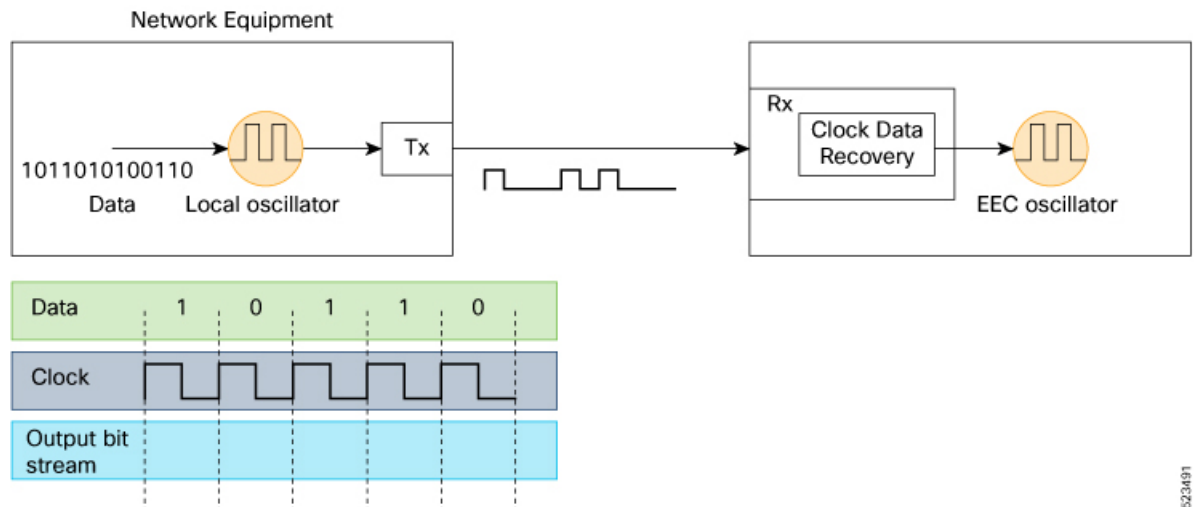 Network Equipment
1011010100110
Data
Local oscillator
Tx
Rx
Clock Data
Recovery
EEC oscillator
Data 1 0 1 1 0
Clock
Output bit
stream
523491